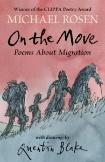 Winner of the CLiPPA Poetry Award
MICHAEL ROSEN
On the Move
Poems About Migration
with drawings by
Quentin Blake